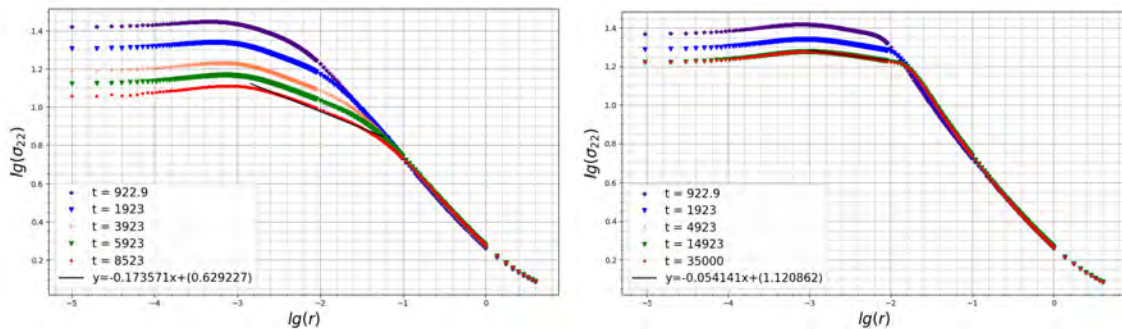 lg(σ₂₂)
1.4
1.2
1.0
0.8
0.6
0.4
0.2
t = 922.9
t = 1923
t = 3923
t = 5923
t = 8523
y=-0.173571x+(0.629227)
-5 -4 -3 -2 -1 0
lg(r)
lg(σ₂₂)
1.4
1.2
1.0
0.8
0.6
0.4
0.2
t = 922.9
t = 1923
t = 4923
t = 14923
t = 35000
y=-0.054141x+(1.120862)
-5 -4 -3 -2 -1 0
lg(r)